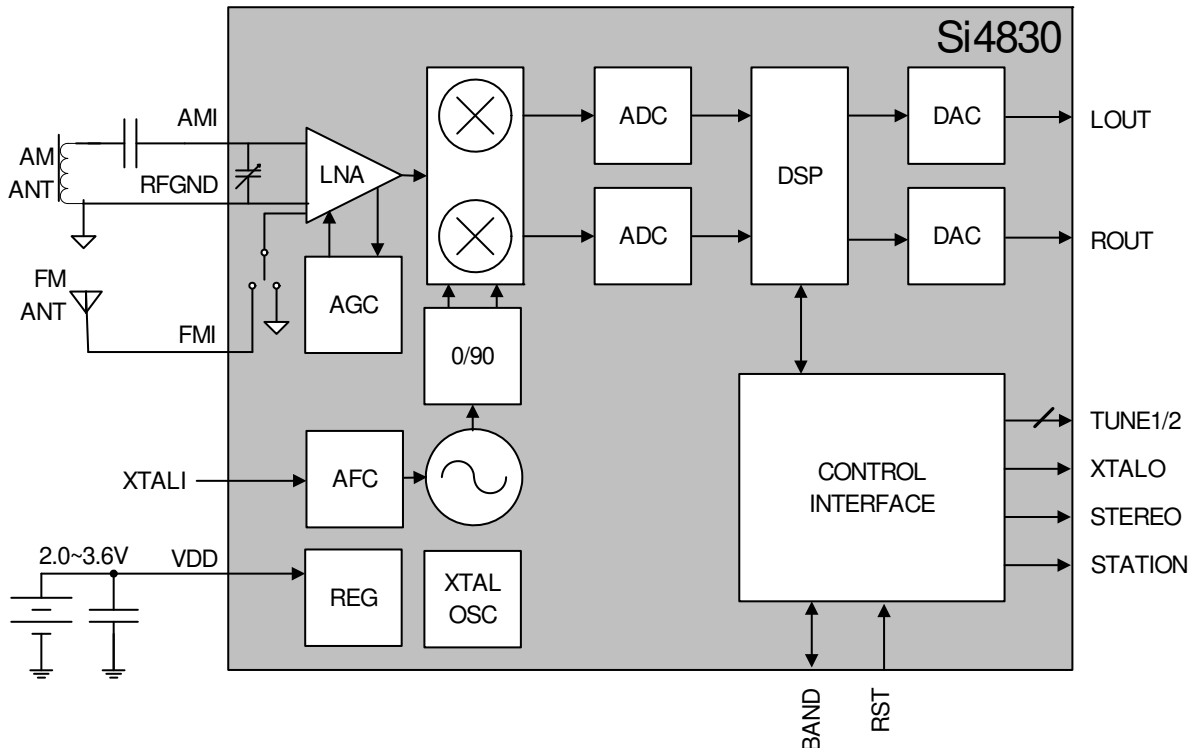 Si4830
AMI
AM
ANT
RFGND
LNA
ADC
DSP
DAC
LOUT
ADC
DAC
ROUT
FM
ANT
FMI
AGC
0/90
XTALI
AFC
CONTROL
INTERFACE
TUNE1/2
XTALO
STEREO
STATION
2.0~3.6V
VDD
REG
XTAL
OSC
BAND
RST